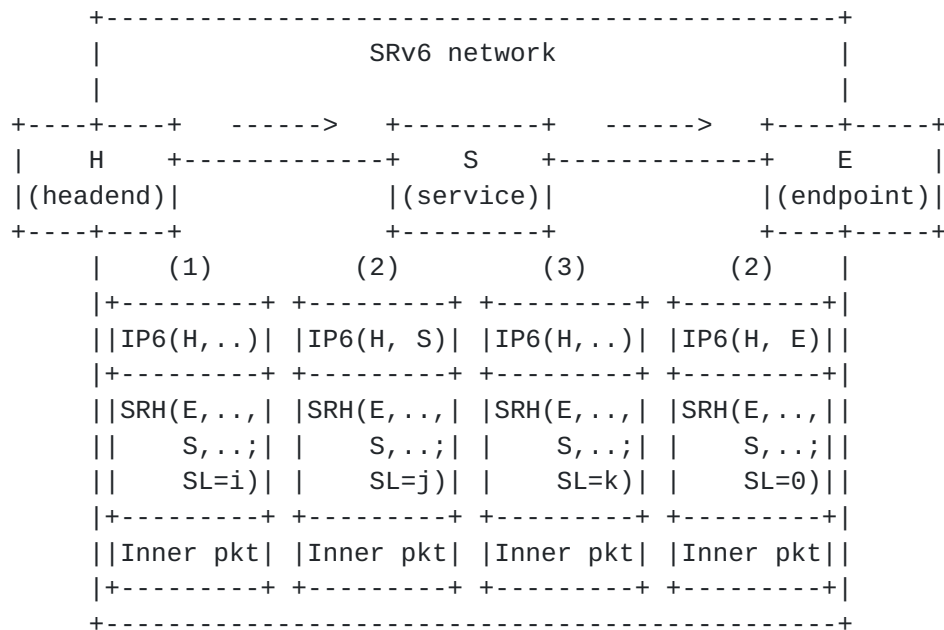 +-----------------------------------------------+
|                 SRv6 network                  |
|                                               |
+----+----+   ------>   +---------+   ------>   +----+-----+
|    H    +-------------+    S    +-------------+    E     |
|(headend)|             |(service)|             |(endpoint)|
+----+----+             +---------+             +----+-----+
|    (1)         (2)         (3)         (2)    |
|+---------+ +---------+ +---------+ +---------+|
||IP6(H,..)| |IP6(H, S)| |IP6(H,..)| |IP6(H, E)||
|+---------+ +---------+ +---------+ +---------+|
||SRH(E,..,| |SRH(E,..,| |SRH(E,..,| |SRH(E,..,||
||    S,..;| |    S,..;| |    S,..;| |    S,..;||
||    SL=i)| |    SL=j)| |    SL=k)| |    SL=0)||
|+---------+ +---------+ +---------+ +---------+|
||Inner pkt| |Inner pkt| |Inner pkt| |Inner pkt||
|+---------+ +---------+ +---------+ +---------+|
+-----------------------------------------------+